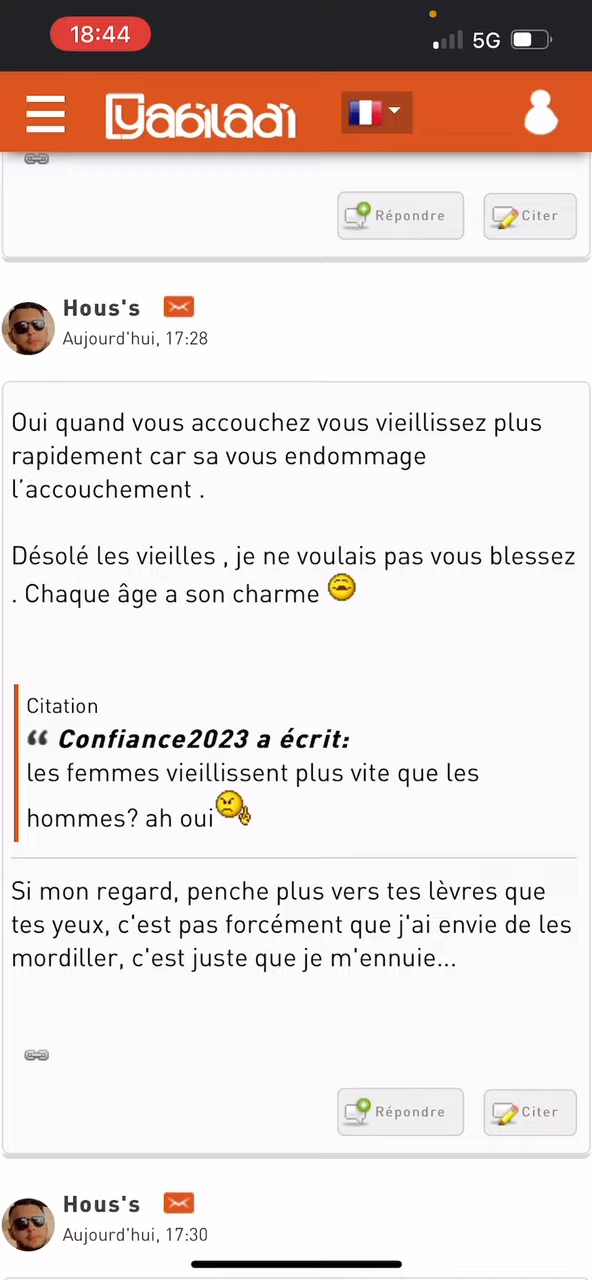 18:44
5G
Yabiladi
Répondre
Citer
Hous's
Aujourd'hui, 17:28
Oui quand vous accouchez vous vieillissez plus
rapidement car sa vous endommage
l’accouchement .
Désolé les vieilles , je ne voulais pas vous blessez
. Chaque âge a son charme
Citation
“ Confiance2023 a écrit:
les femmes vieillissent plus vite que les
hommes? ah oui
Si mon regard, penche plus vers tes lèvres que
tes yeux, c'est pas forcément que j'ai envie de les
mordiller, c'est juste que je m'ennuie...
Répondre
Citer
Hous's
Aujourd'hui, 17:30